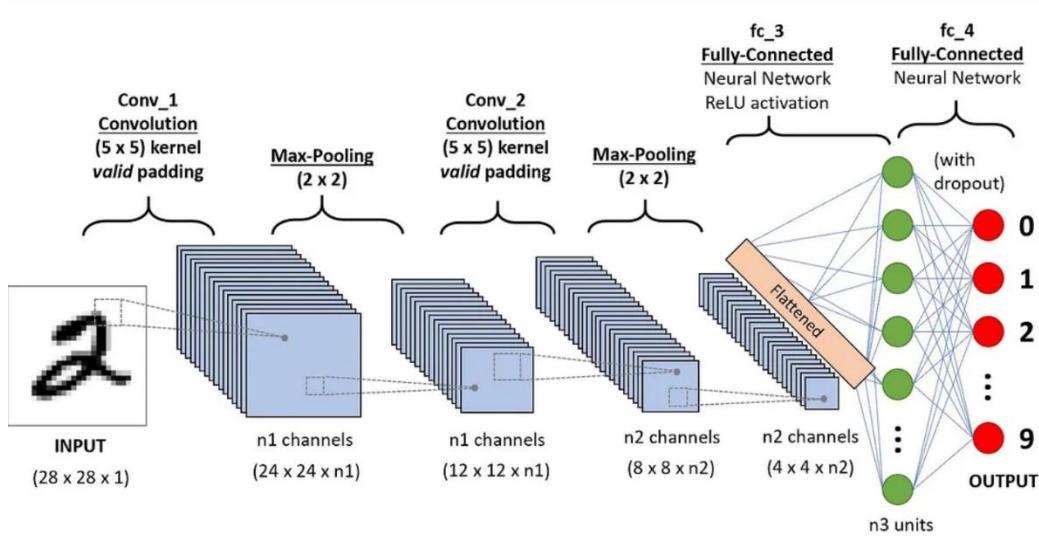 fc_3
Fully-Connected
Neural Network
ReLU activation
fc_4
Fully-Connected
Neural Network
Conv_1
Convolution
(5 x 5) kernel
valid padding
Max-Pooling
(2 x 2)
Conv_2
Convolution
(5 x 5) kernel
valid padding
Max-Pooling
(2 x 2)
(with
dropout)
Flattened
0
1
2
9
INPUT
(28 x 28 x 1)
n1 channels
(24 x 24 x n1)
n1 channels
(12 x 12 x n1)
n2 channels
(8 x 8 x n2)
n2 channels
(4 x 4 x n2)
OUTPUT
n3 units